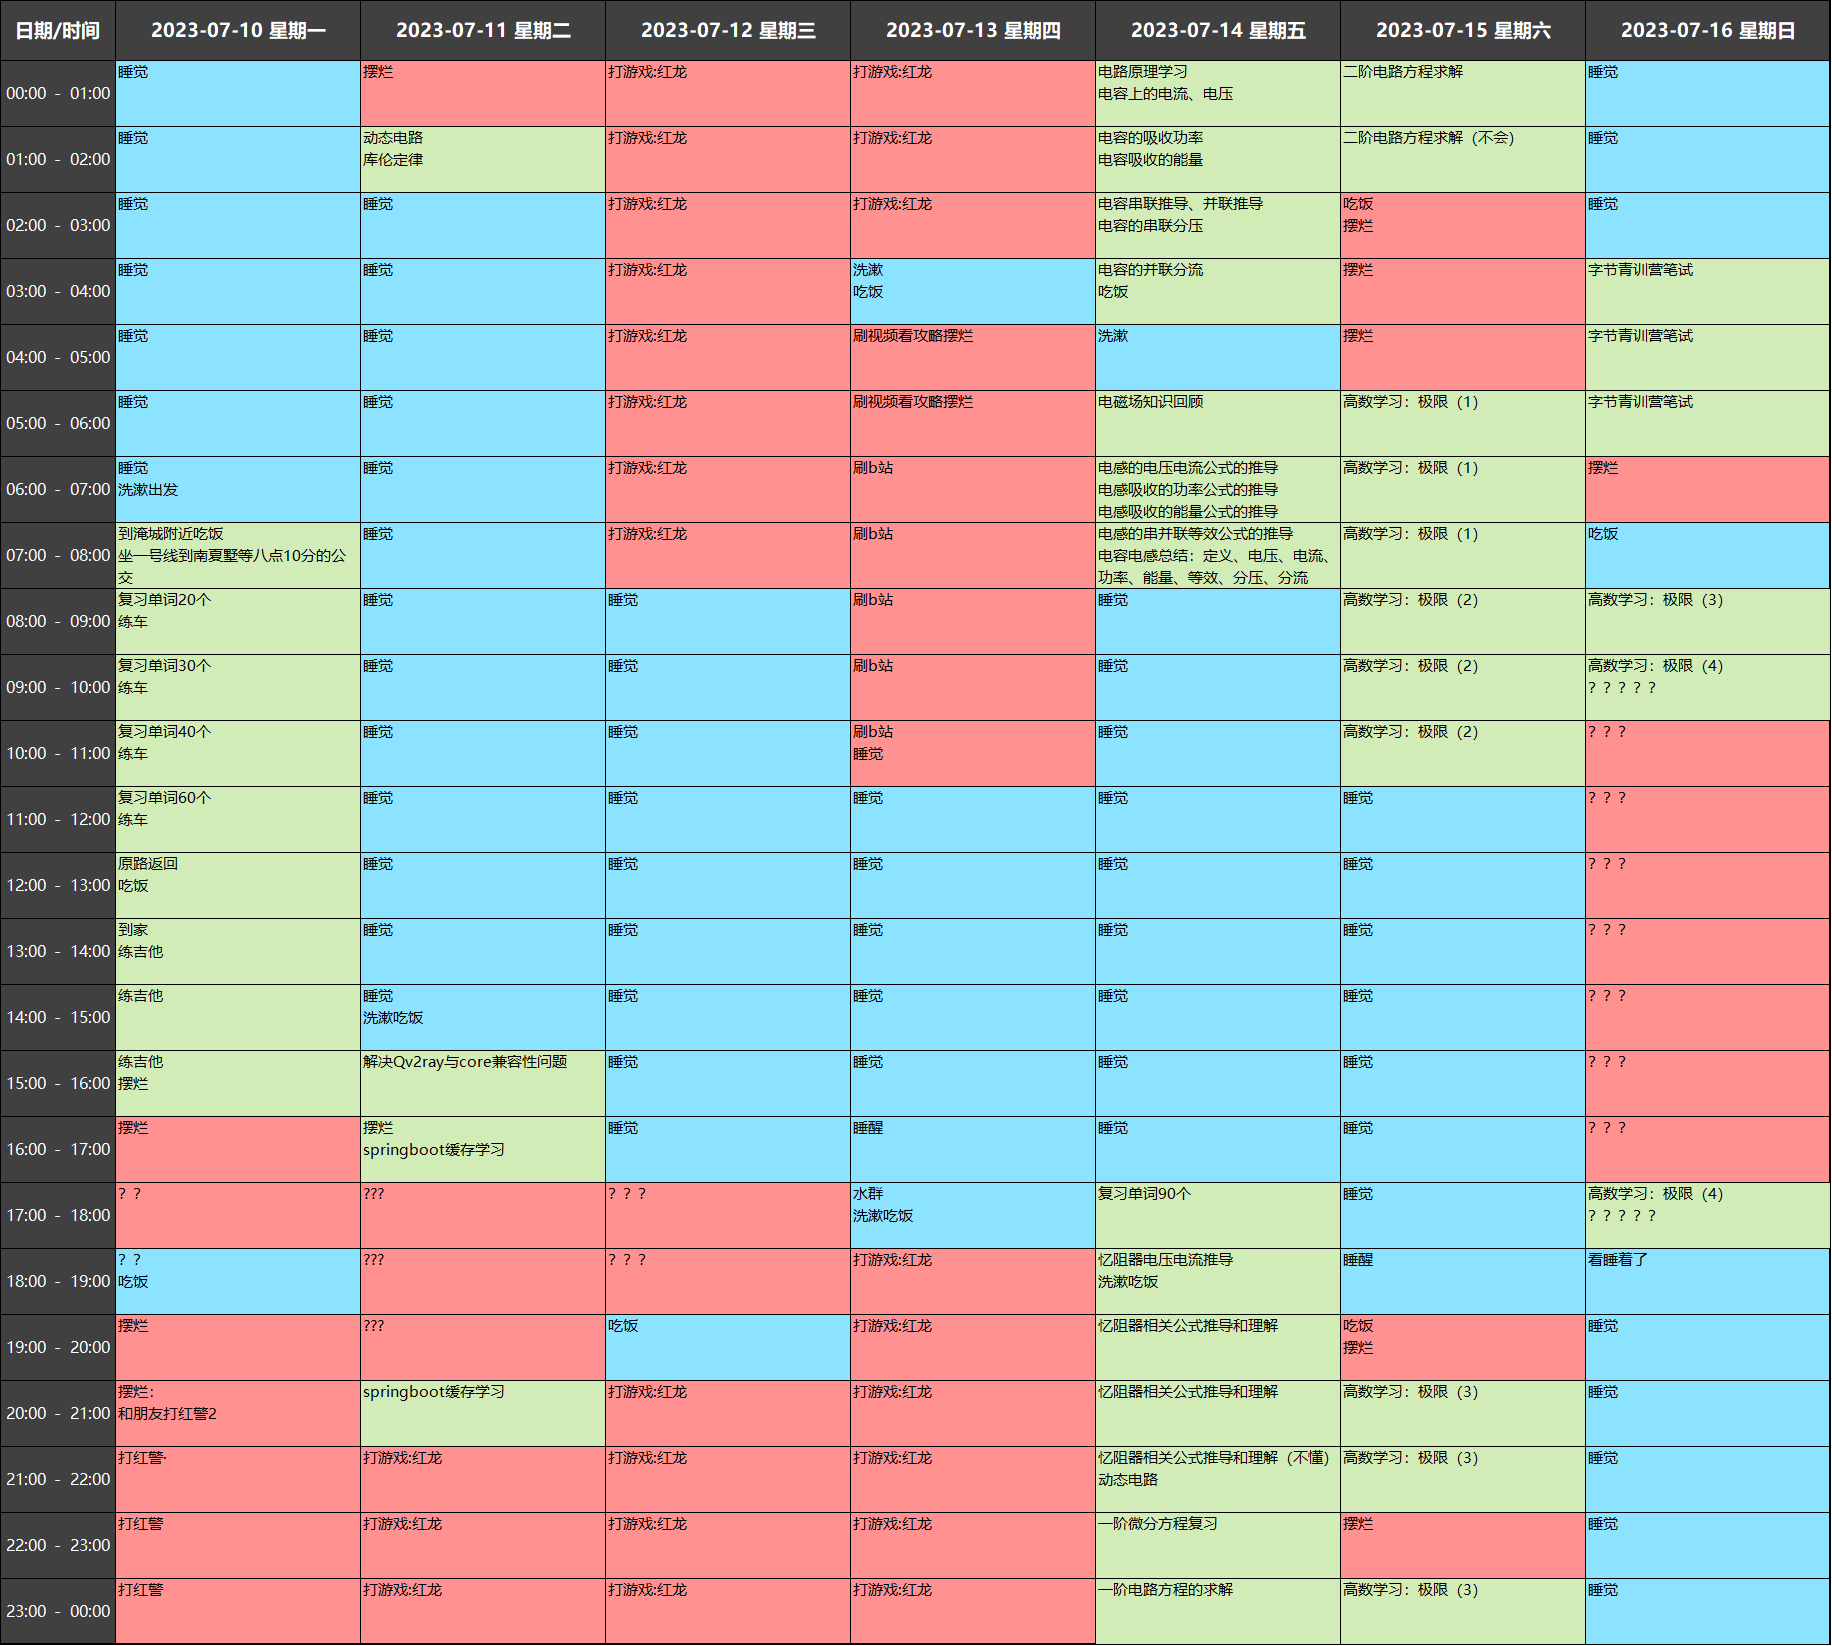 日期/时间 2023-07-10 星期一 2023-07-11 星期二 2023-07-12 星期三 2023-07-13 星期四 2023-07-14 星期五 2023-07-15 星期六 2023-07-16 星期日
00:00 - 01:00
睡觉
摆烂
打游戏:红龙
打游戏:红龙
电路原理学习
电容上的电流、电压
二阶电路方程求解
睡觉
01:00 - 02:00
睡觉
动态电路
库伦定律
打游戏:红龙
打游戏:红龙
电容的吸收功率
电容吸收的能量
二阶电路方程求解（不会）
睡觉
02:00 - 03:00
睡觉
睡觉
打游戏:红龙
打游戏:红龙
电容串联推导、并联推导
电容的串联分压
吃饭
摆烂
睡觉
03:00 - 04:00
睡觉
睡觉
打游戏:红龙
洗漱
吃饭
电容的并联分流
吃饭
摆烂
字节青训营笔试
04:00 - 05:00
睡觉
睡觉
打游戏:红龙
刷视频看攻略摆烂
洗漱
摆烂
字节青训营笔试
05:00 - 06:00
睡觉
睡觉
打游戏:红龙
刷视频看攻略摆烂
电磁场知识回顾
高数学习：极限（1）
字节青训营笔试
06:00 - 07:00
睡觉
洗漱出发
睡觉
打游戏:红龙
刷b站
电感的电压电流公式的推导
电感吸收的功率公式的推导
电感吸收的能量公式的推导
高数学习：极限（1）
摆烂
07:00 - 08:00
到淹城附近吃饭
坐一号线到南夏墅等八点10分的公
交
睡觉
打游戏:红龙
刷b站
电感的串并联等效公式的推导
电容电感总结：定义、电压、电流、
功率、能量、等效、分压、分流
高数学习：极限（1）
吃饭
08:00 - 09:00
复习单词20个
练车
睡觉
睡觉
刷b站
睡觉
高数学习：极限（2）
高数学习：极限（3）
09:00 - 10:00
复习单词30个
练车
睡觉
睡觉
刷b站
睡觉
高数学习：极限（2）
高数学习：极限（4）
？？？？？
10:00 - 11:00
复习单词40个
练车
睡觉
睡觉
刷b站
睡觉
睡觉
高数学习：极限（2）
？？？
11:00 - 12:00
复习单词60个
练车
睡觉
睡觉
睡觉
睡觉
睡觉
？？？
12:00 - 13:00
原路返回
吃饭
睡觉
睡觉
睡觉
睡觉
睡觉
？？？
13:00 - 14:00
到家
练吉他
睡觉
睡觉
睡觉
睡觉
睡觉
？？？
14:00 - 15:00
练吉他
睡觉
洗漱吃饭
睡觉
睡觉
睡觉
睡觉
？？？
15:00 - 16:00
练吉他
摆烂
解决Qv2ray与core兼容性问题
睡觉
睡觉
睡觉
睡觉
？？？
16:00 - 17:00
摆烂
摆烂
springboot缓存学习
睡觉
睡醒
睡觉
睡觉
？？？
17:00 - 18:00
？？
???
？？？
水群
洗漱吃饭
复习单词90个
睡觉
高数学习：极限（4）
？？？？？
18:00 - 19:00
？？
吃饭
???
？？？
打游戏:红龙
忆阻器电压电流推导
洗漱吃饭
睡醒
看睡着了
19:00 - 20:00
摆烂
???
吃饭
打游戏:红龙
忆阻器相关公式推导和理解
吃饭
摆烂
睡觉
20:00 - 21:00
摆烂：
和朋友打红警2
springboot缓存学习
打游戏:红龙
打游戏:红龙
忆阻器相关公式推导和理解
高数学习：极限（3）
睡觉
21:00 - 22:00
打红警·
打游戏:红龙
打游戏:红龙
打游戏:红龙
忆阻器相关公式推导和理解（不懂）
动态电路
高数学习：极限（3）
睡觉
22:00 - 23:00
打红警
打游戏:红龙
打游戏:红龙
打游戏:红龙
一阶微分方程复习
摆烂
睡觉
23:00 - 00:00
打红警
打游戏:红龙
打游戏:红龙
打游戏:红龙
一阶电路方程的求解
高数学习：极限（3）
睡觉